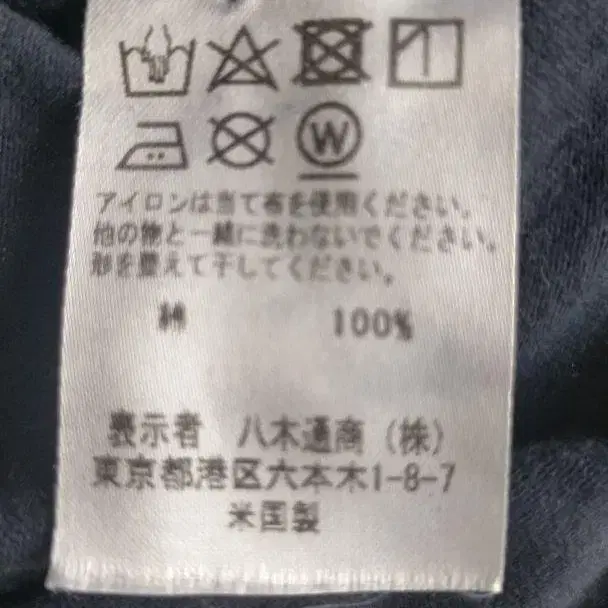 W
アイロンは当て布を使用ください。
他の物と一緒に洗わないでください。
形を整えて干してください。
綿 100%
表示者 八木通商(株)
東京都港区六本木1-8-7
米国製